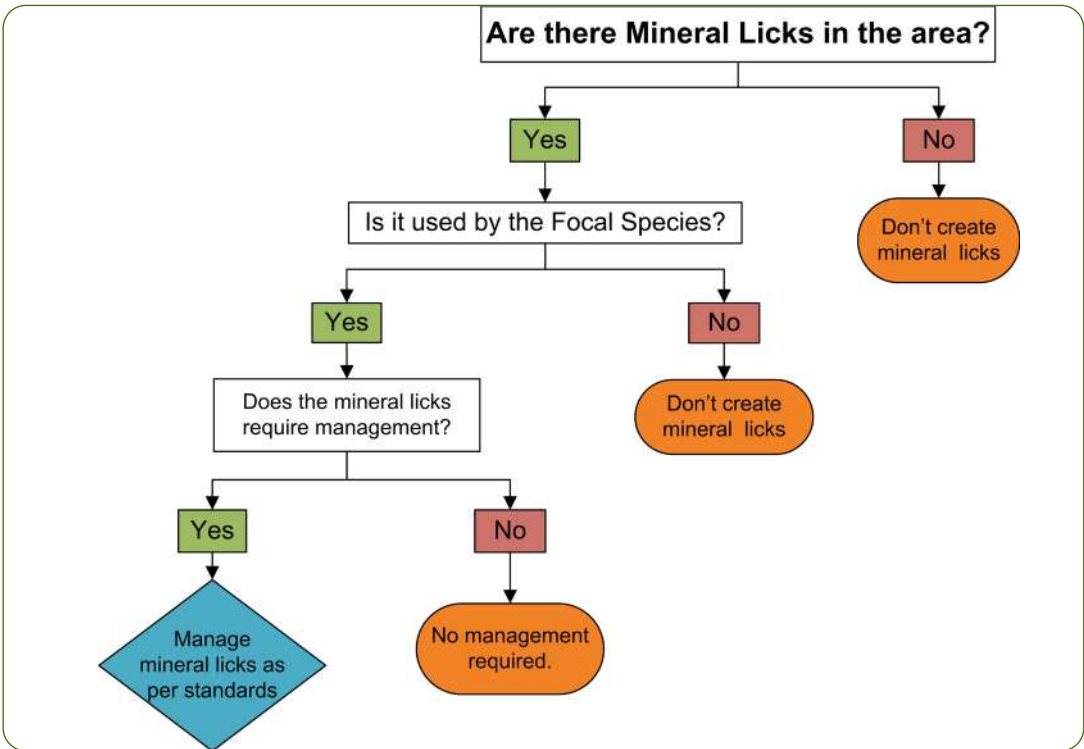 Are there Mineral Licks in the area?
Yes
No
Is it used by the Focal Species?
Don't create
mineral licks
Yes
No
Does the mineral licks
require management?
Don't create
mineral licks
Yes
No
Manage
mineral licks as
per standards
No management
required.